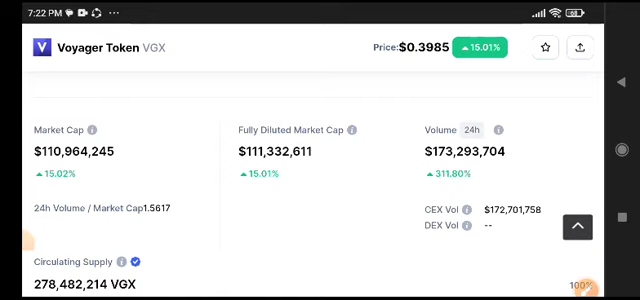 7:22 PM
68
V Voyager Token VGX
Price:$0.3985 15.01%
Market Cap
$110,964,245
15.02%
24h Volume / Market Cap1.5617
Fully Diluted Market Cap
$111,332,611
15.01%
Volume 24h
$173,293,704
311.80%
CEX Vol $172,701,758
DEX Vol --
Circulating Supply
278,482,214 VGX
100%